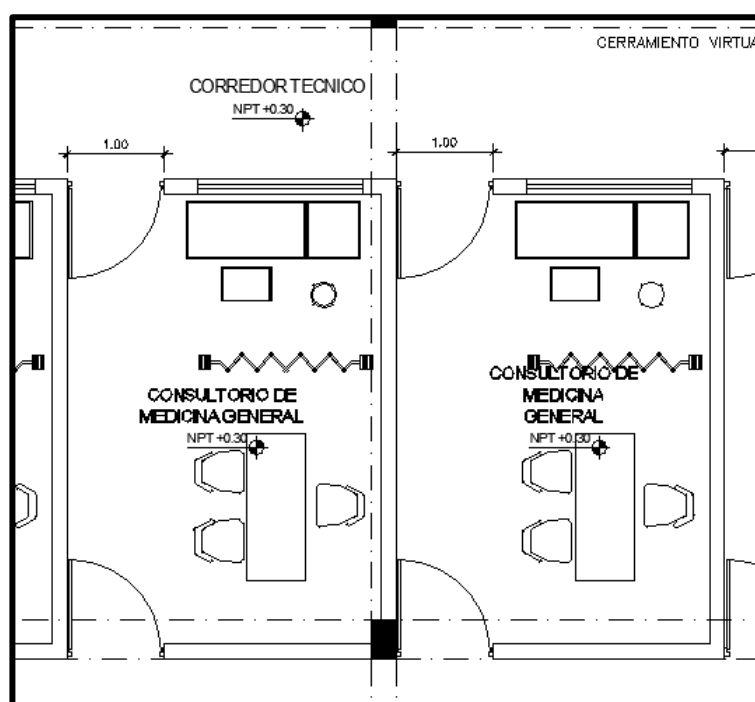 CERRAMIENTO VIRTUA
CORREDOR TECNICO
NPT +0.30
1.00
1.00
CONSULTORIO DE
MEDICINA GENERAL
NPT +0.30
CONSULTORIO DE
MEDICINA
GENERAL
NPT +0.30